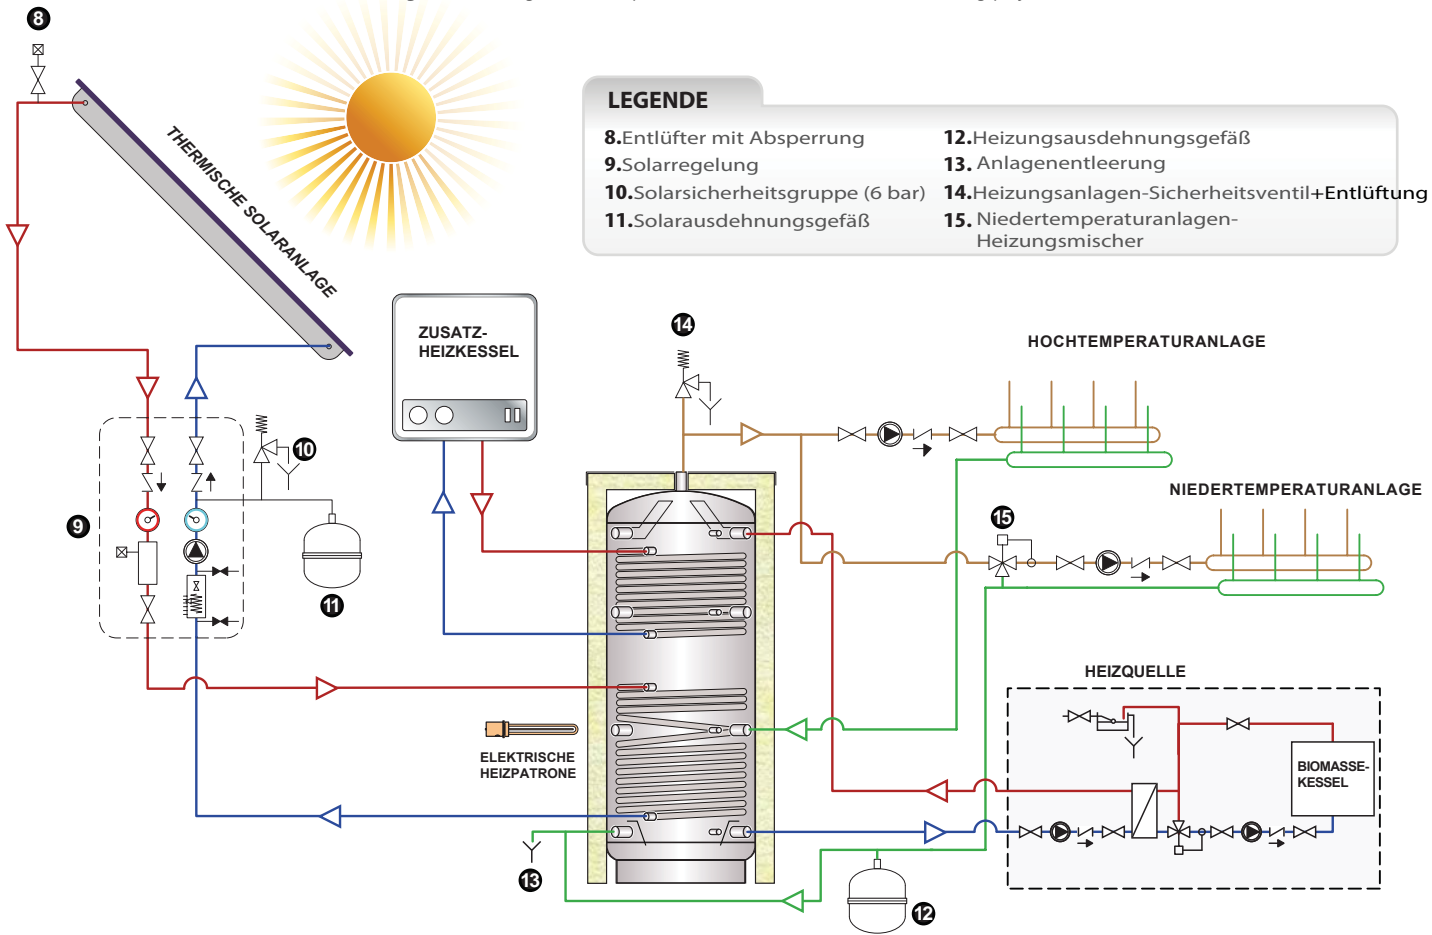 8
THERMISCHE SOLARANLAGE
LEGENDE
8.Entlüfter mit Absperrung
9.Solarregelung
10.Solarsicherheitsgruppe (6 bar)
11.Solarausdehnungsgefäß
12.Heizungsausdehnungsgefäß
13. Anlagenentleerung
14.Heizungsanlagen-Sicherheitsventil+Entlüftung
15. Niedertemperaturanlagen-
Heizungsmischer
ZUSATZ-
HEIZKESSEL
14
HOCHTEMPERATURANLAGE
10
NIEDERTEMPERATURANLAGE
9
15
11
HEIZQUELLE
ELEKTRISCHE
HEIZPATRONE
BIOMASSE-
KESSEL
13
12